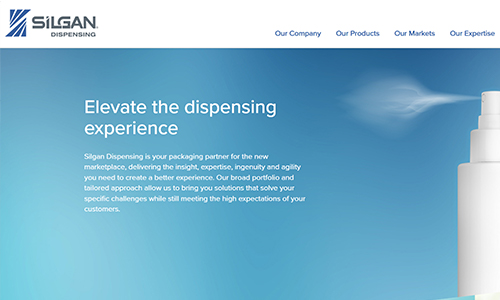 SiLGAN
DISPENSING
Our Company Our Products Our Markets Our Expertise
Elevate the dispensing
experience
Silgan Dispensing is your packaging partner for the new
marketplace, delivering the insight, expertise, ingenuity and agility
you need to create a better experience. Our broad portfolio and
tailored approach allow us to bring you solutions that solve your
specific challenges while still meeting the high expectations of your
customers.